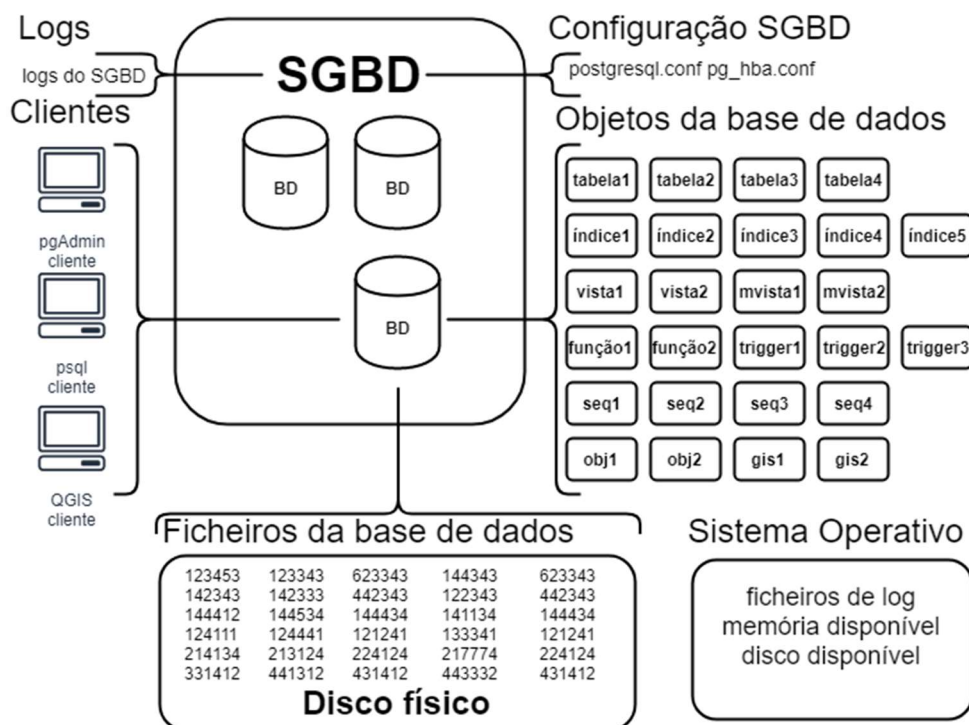 Logs
logs do SGBD
Clientes
pgAdmin
cliente
psql
cliente
QGIS
cliente
SGBD
BD
BD
BD
Configuração SGBD
postgresql.conf pg_hba.conf
Objetos da base de dados
tabela1 tabela2 tabela3 tabela4
índice1 índice2 índice3 índice4 índice5
vista1 vista2 mvista1 mvista2
função1 função2 trigger1 trigger2 trigger3
seq1 seq2 seq3 seq4
obj1 obj2 gis1 gis2
Ficheiros da base de dados
123453 123343 623343 144343 623343
142343 142333 442343 122343 442343
144412 144534 144434 141134 144434
124111 124441 121241 133341 121241
214134 213124 224124 217774 224124
331412 441312 431412 443332 431412
Disco físico
Sistema Operativo
ficheiros de log
memória disponível
disco disponível